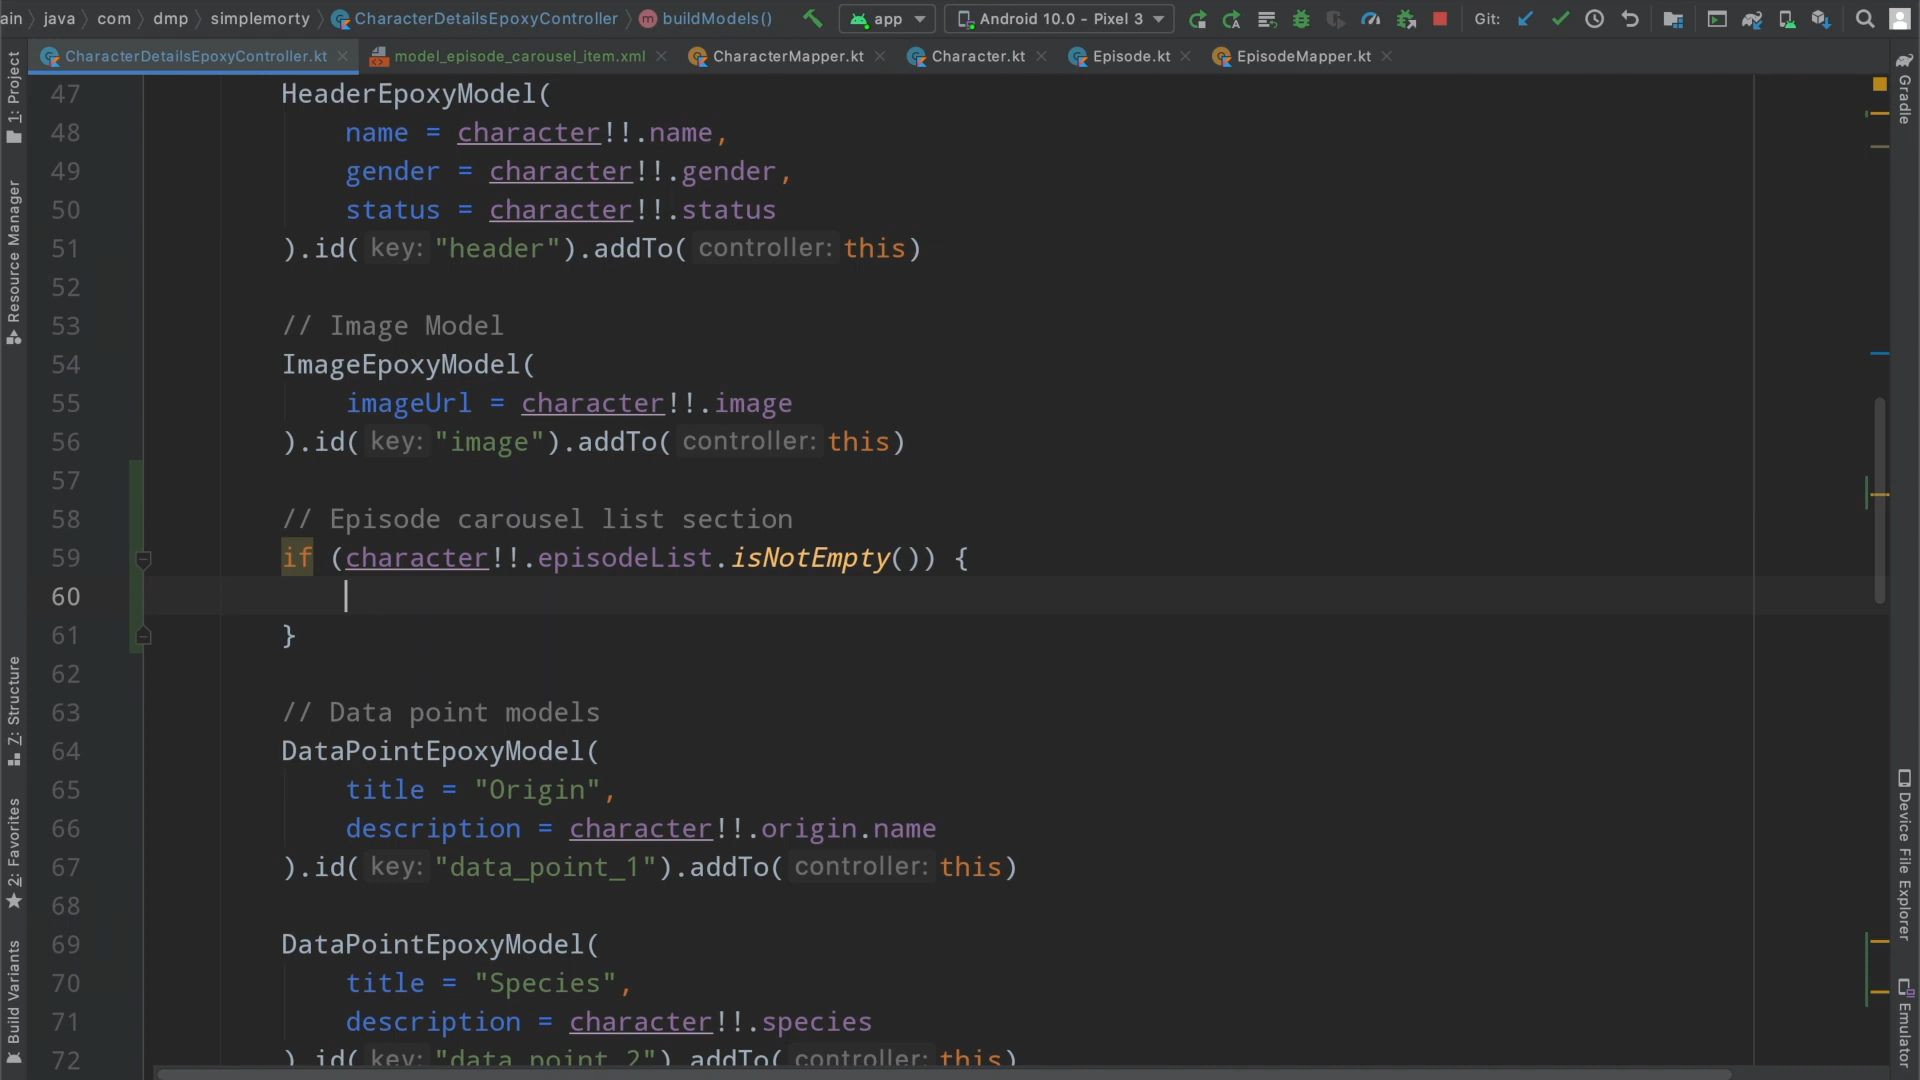 ain
java
com
dmp
simplemorty
CharacterDetailsEpoxyController
buildModels()
app
Android 10.0 - Pixel 3
Git:
CharacterDetailsEpoxyController.kt
model_episode_carousel_item.xml
CharacterMapper.kt
Character.kt
Episode.kt
EpisodeMapper.kt
1: Project
Resource Manager
Z: Structure
2: Favorites
Build Variants
47 HeaderEpoxyModel(
48 name = character!!.name,
49 gender = character!!.gender,
50 status = character!!.status
51 ).id( key: "header").addTo( controller: this)
52
53 // Image Model
54 ImageEpoxyModel(
55 imageUrl = character!!.image
56 ).id( key: "image").addTo( controller: this)
57
58 // Episode carousel list section
59 if (character!!.episodeList.isNotEmpty()) {
60
61 }
62
63 // Data point models
64 DataPointEpoxyModel(
65 title = "Origin",
66 description = character!!.origin.name
67 ).id( key: "data_point_1").addTo( controller: this)
68
69 DataPointEpoxyModel(
70 title = "Species",
71 description = character!!.species
72 ).id( key: "data_point_2").addTo( controller: this)
Gradle
Device File Explorer
Emulator